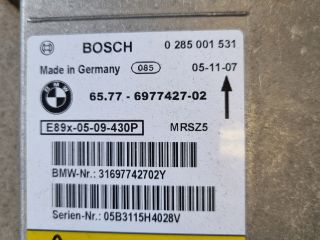 BOSCH 0 285 001 531
Made in Germany 085 05-11-07
BMW 65.77 - 6977427-02
E89x-05-09-430P MRSZ5
BMW-Nr.: 31697742702Y
Serien-Nr.: 05B3115H4028V